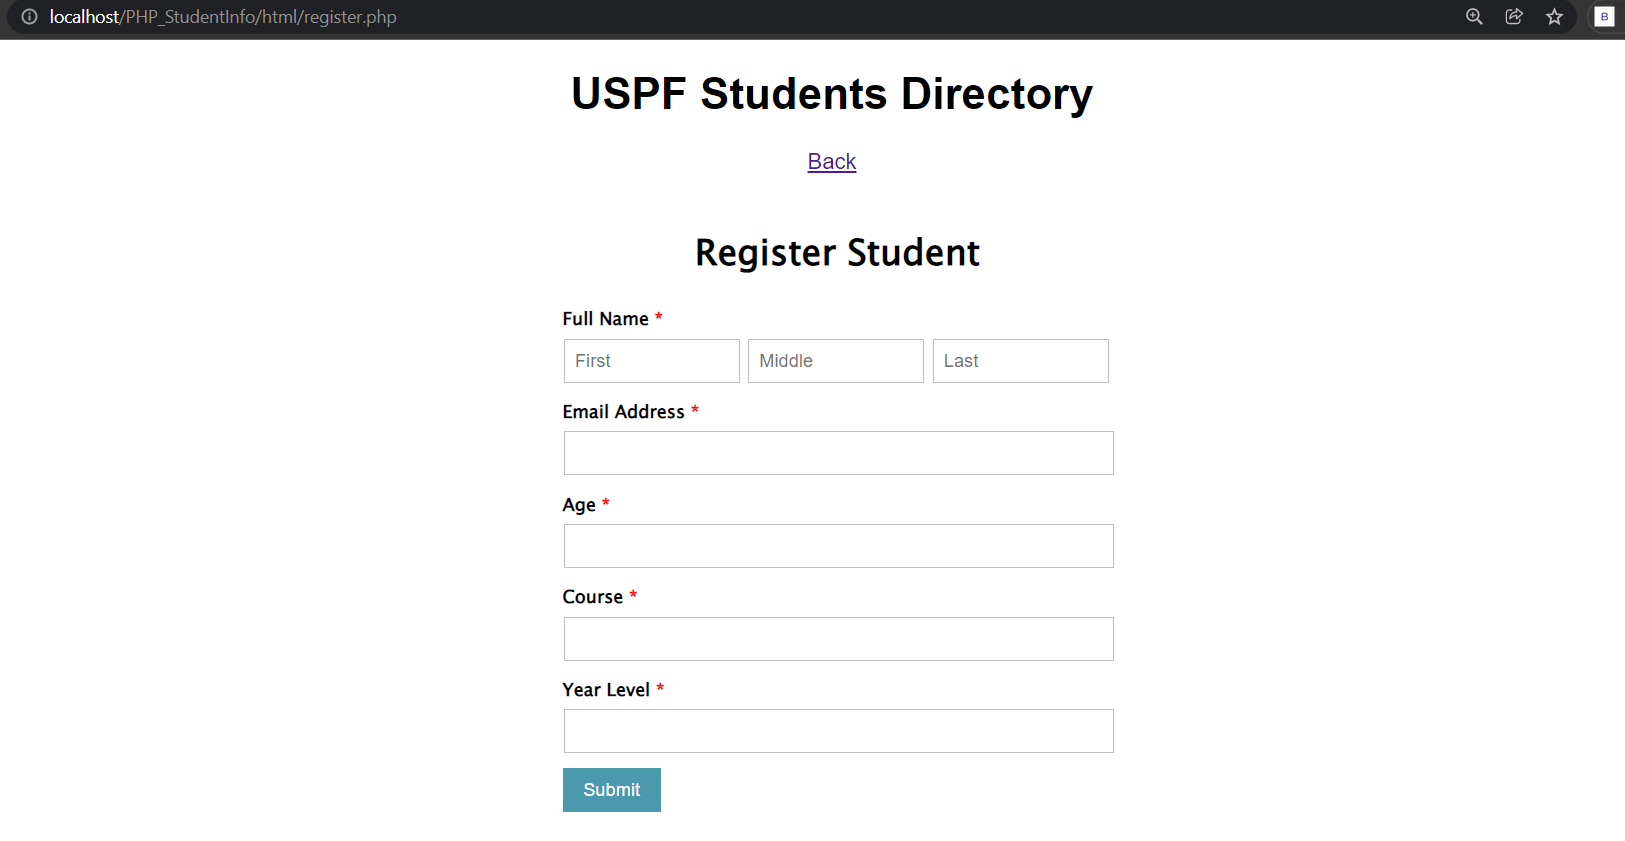 localhost/PHP_StudentInfo/html/register.php B
USPF Students Directory
Back
Register Student
Full Name *
First Middle Last
Email Address *
Age *
Course *
Year Level *
Submit